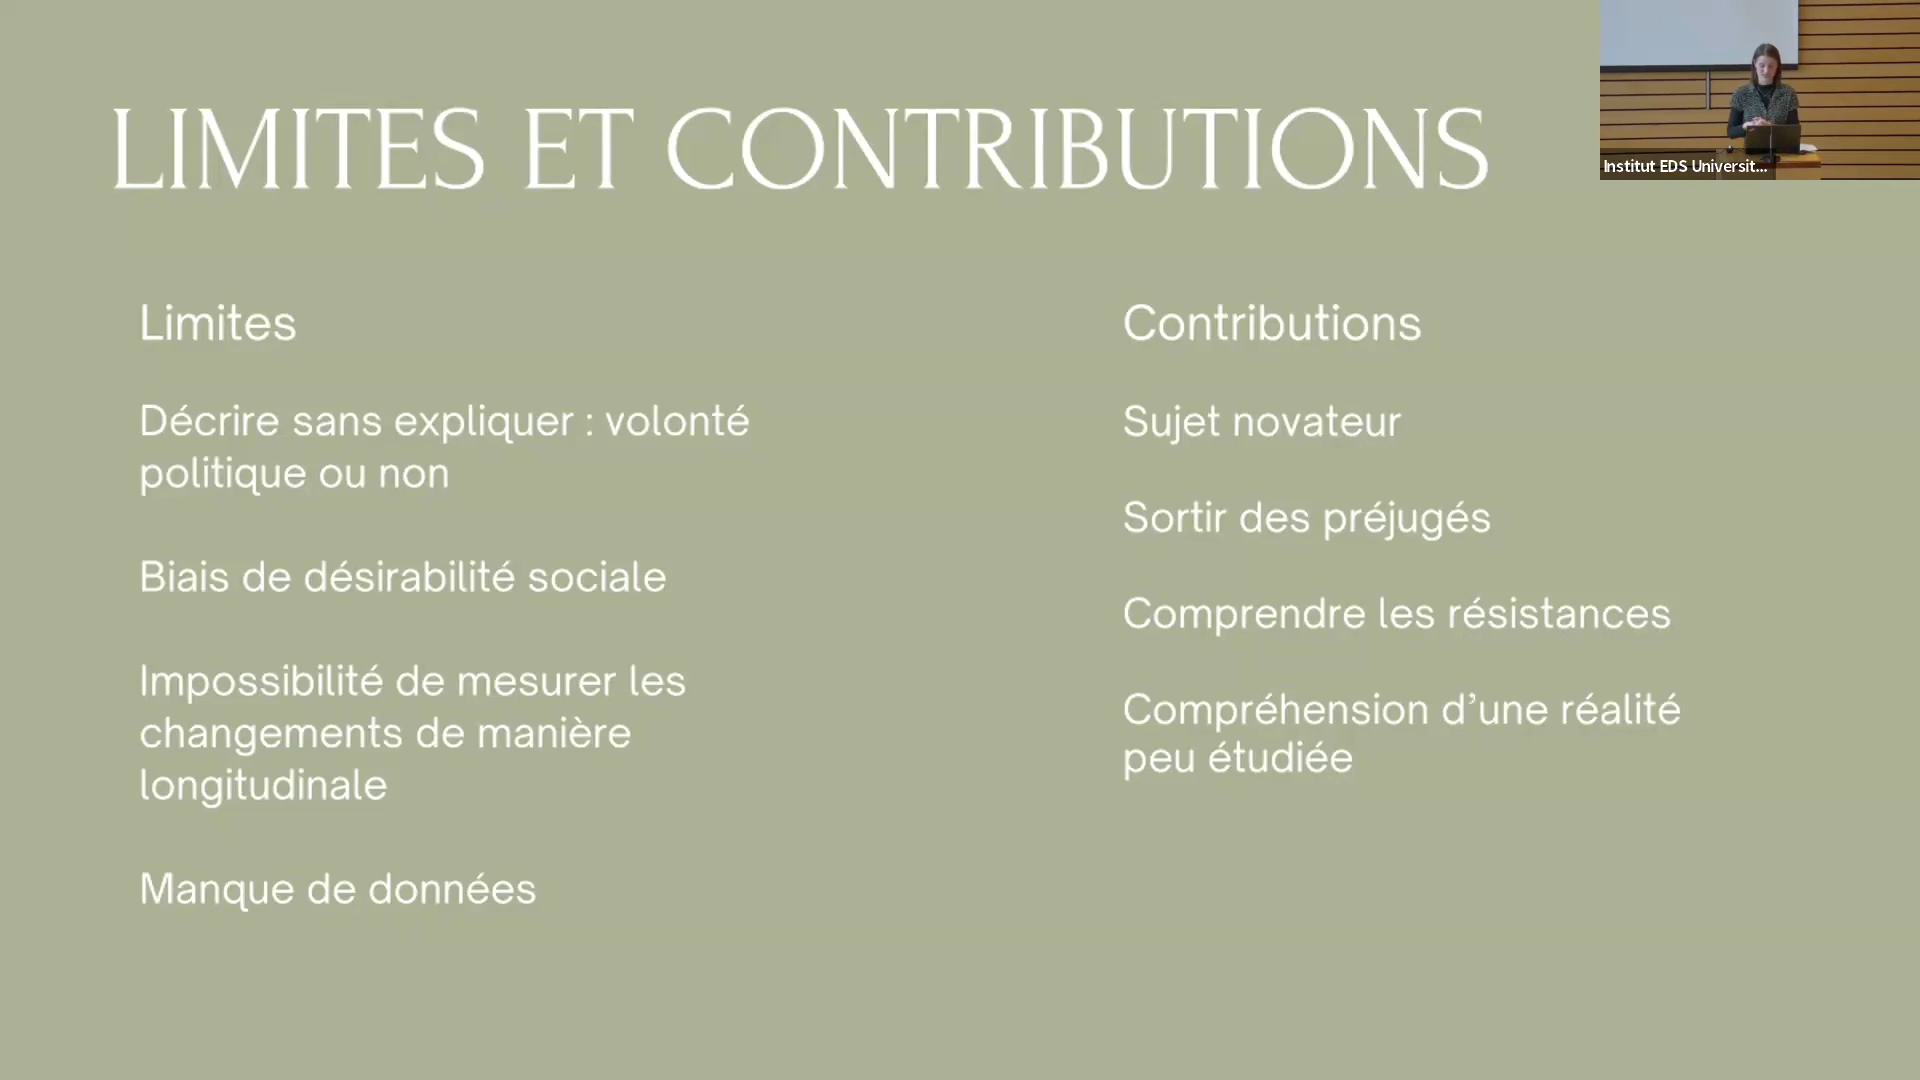 LIMITES ET CONTRIBUTIONS
Institut EDS Universit...
Limites
Décrire sans expliquer : volonté
politique ou non
Biais de désirabilité sociale
Impossibilité de mesurer les
changements de manière
longitudinale
Manque de données
Contributions
Sujet novateur
Sortir des préjugés
Comprendre les résistances
Compréhension d’une réalité
peu étudiée